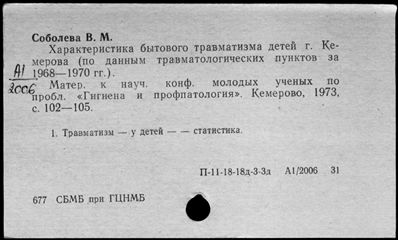 Соболева В. М.
Характеристика бытового травматизма детей г. Ке-
мерова (по данным травматологических пунктов за
1968—1970 гг.).
А1
2006
Матер. к науч. конф. молодых ученых по
пробл. «Гигиена и профпатология». Кемерово, 1973,
с. 102—105.
1. Травматизм — у детей — — статистика.
П-11-18-18д-3-3д А1/2006 31
677 СБМБ при ГЦНМБ